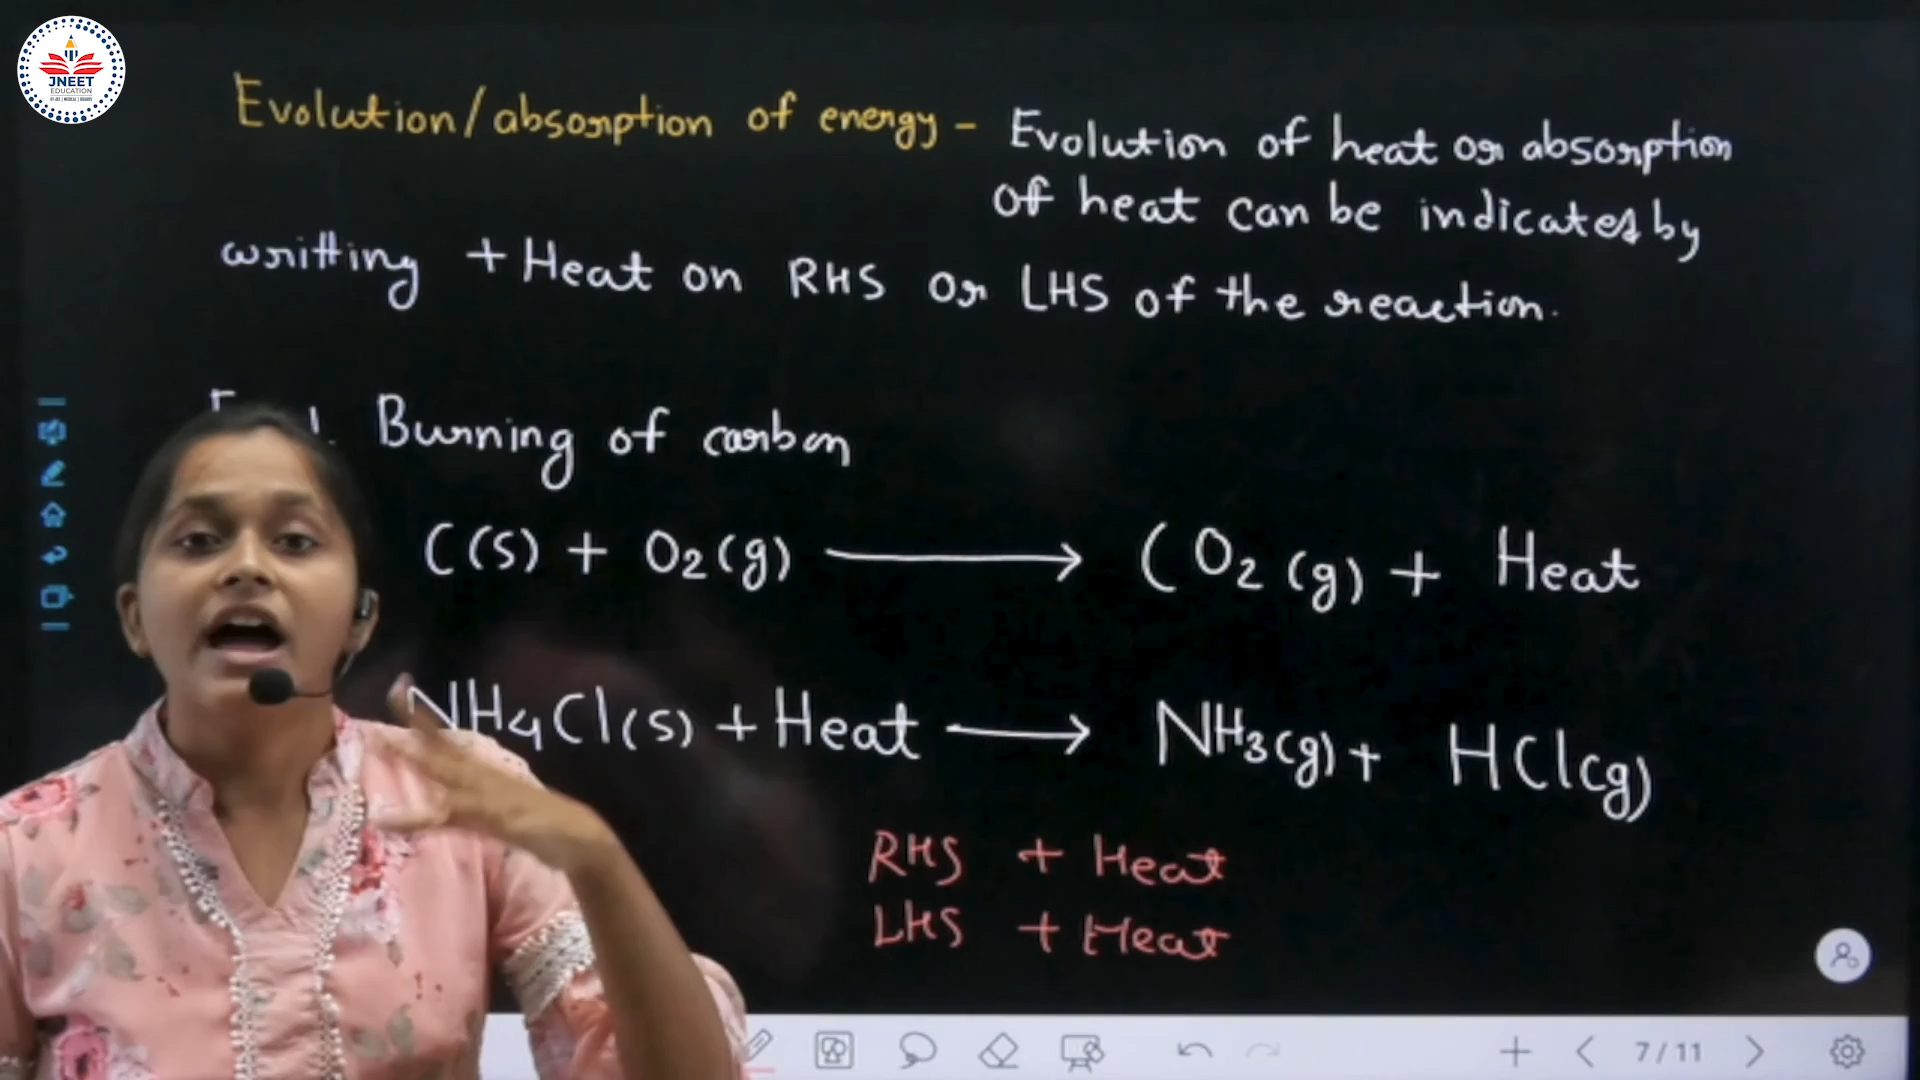 JNEET
EDUCATION
Evolution/absorption of energy - Evolution of heat or absorption
of heat can be indicates by
writting + Heat on RHS or LHS of the reaction.
1. Burning of carbon
C(s) + O2(g) ⟶ CO2(g) + Heat
NH4Cl(s) + Heat ⟶ NH3(g) + HCl(g)
RHS + Heat
LHS + Heat
7/11